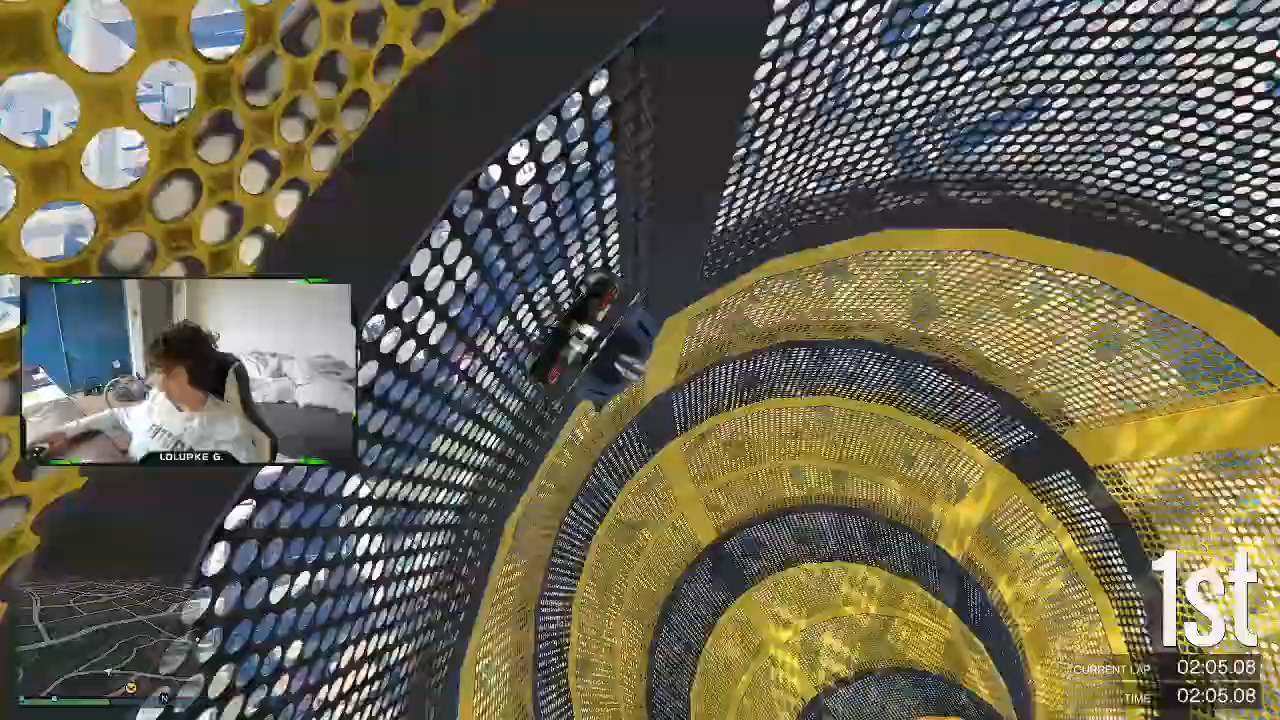 LOLUPKE G.
N
1st
CURRENT LAP 02:05.08
TIME 02:05.08